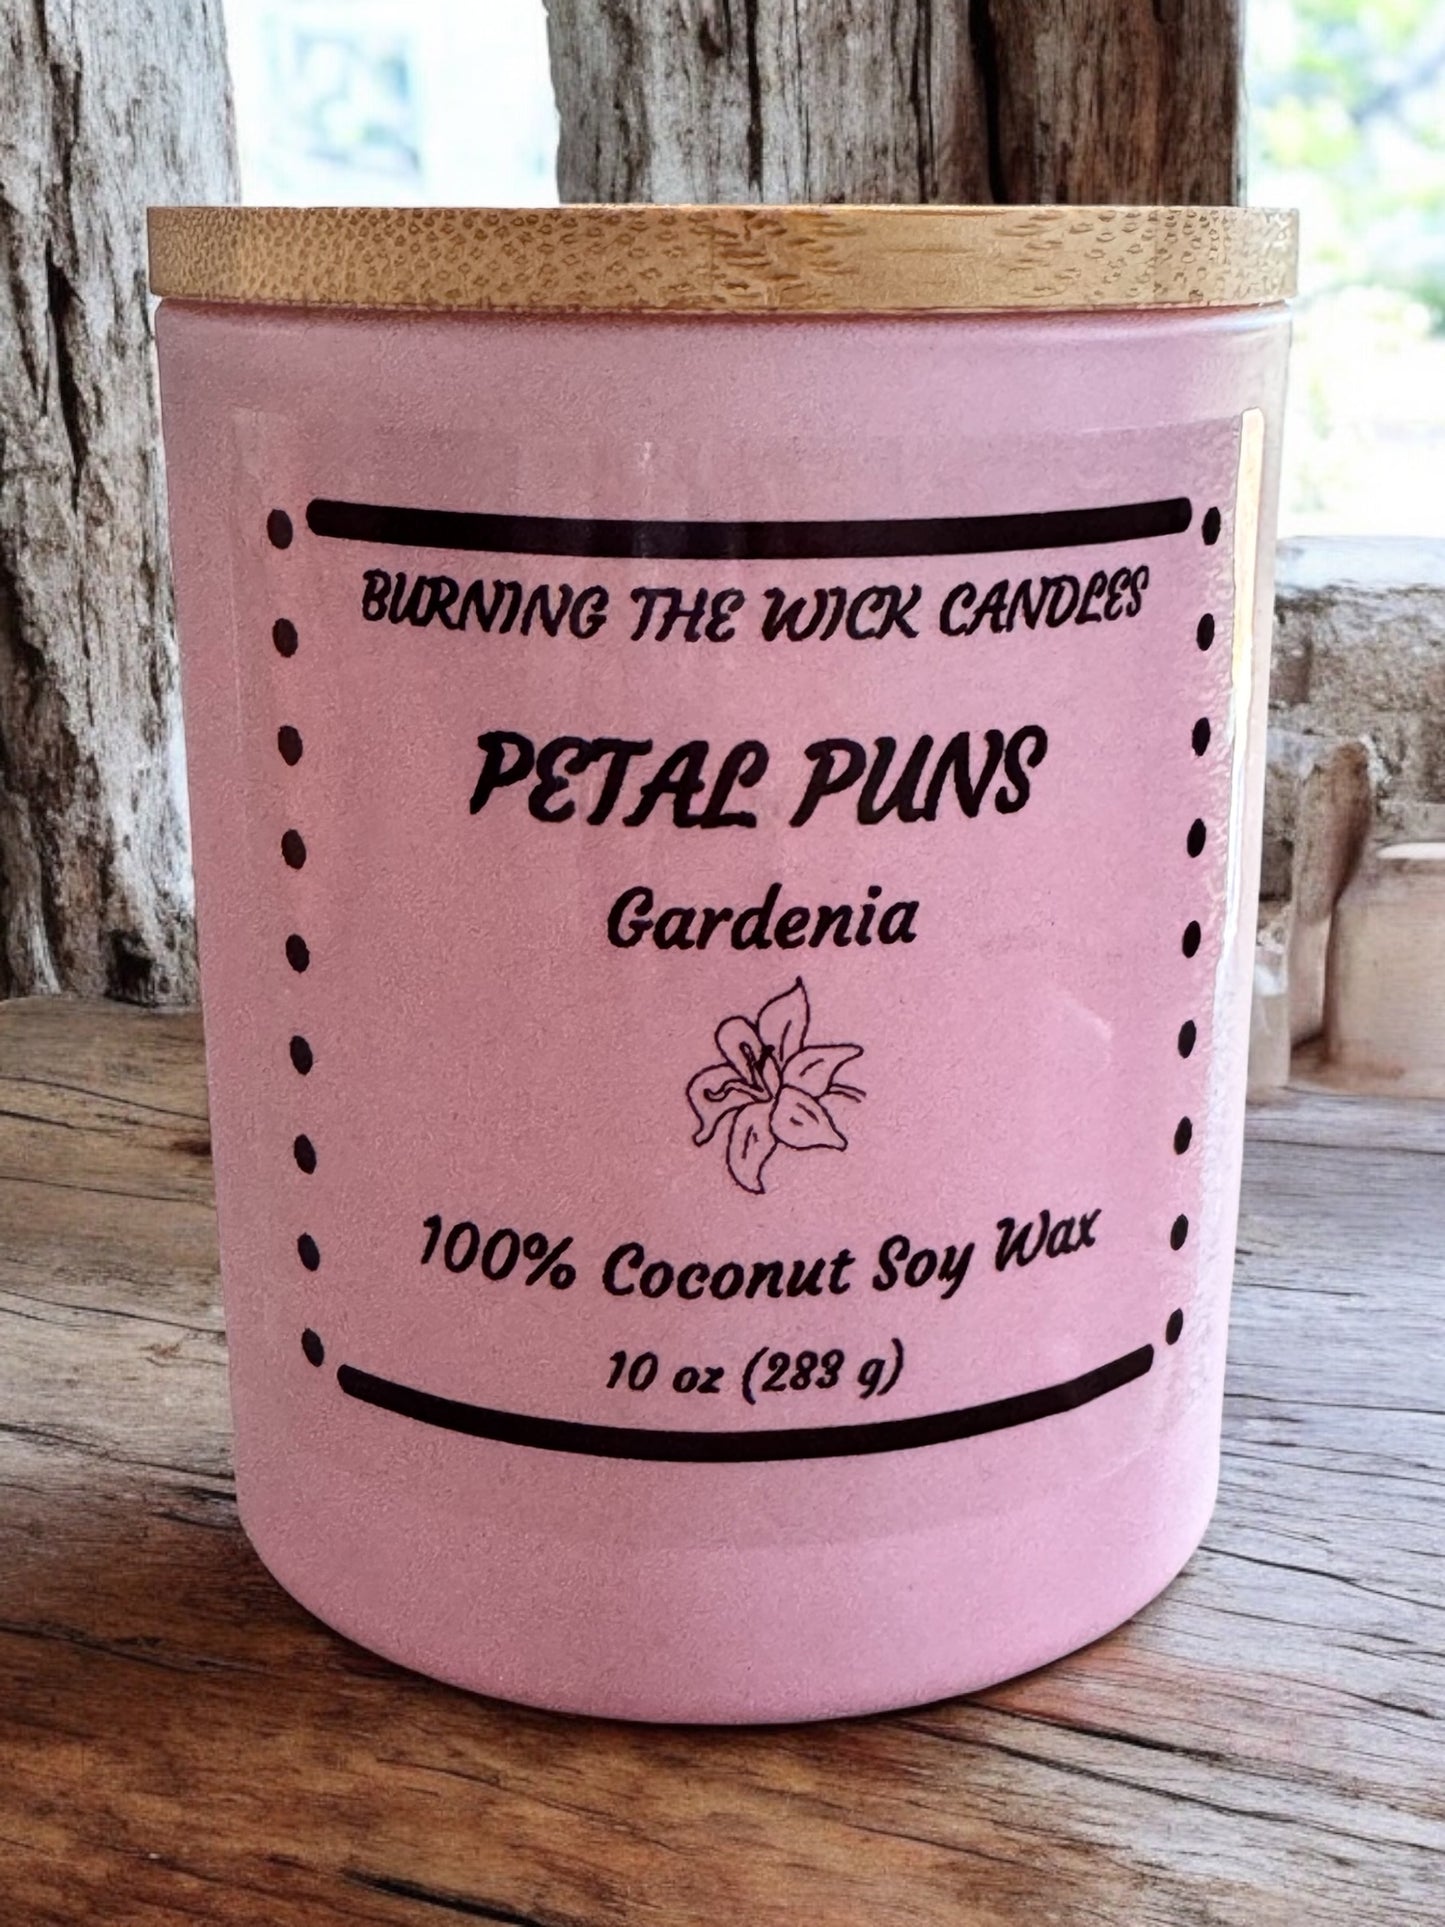 BURNING THE WICK CANDLES
PETAL PUNS
Gardenia
100% Coconut Soy Wax
10 oz (283 g)